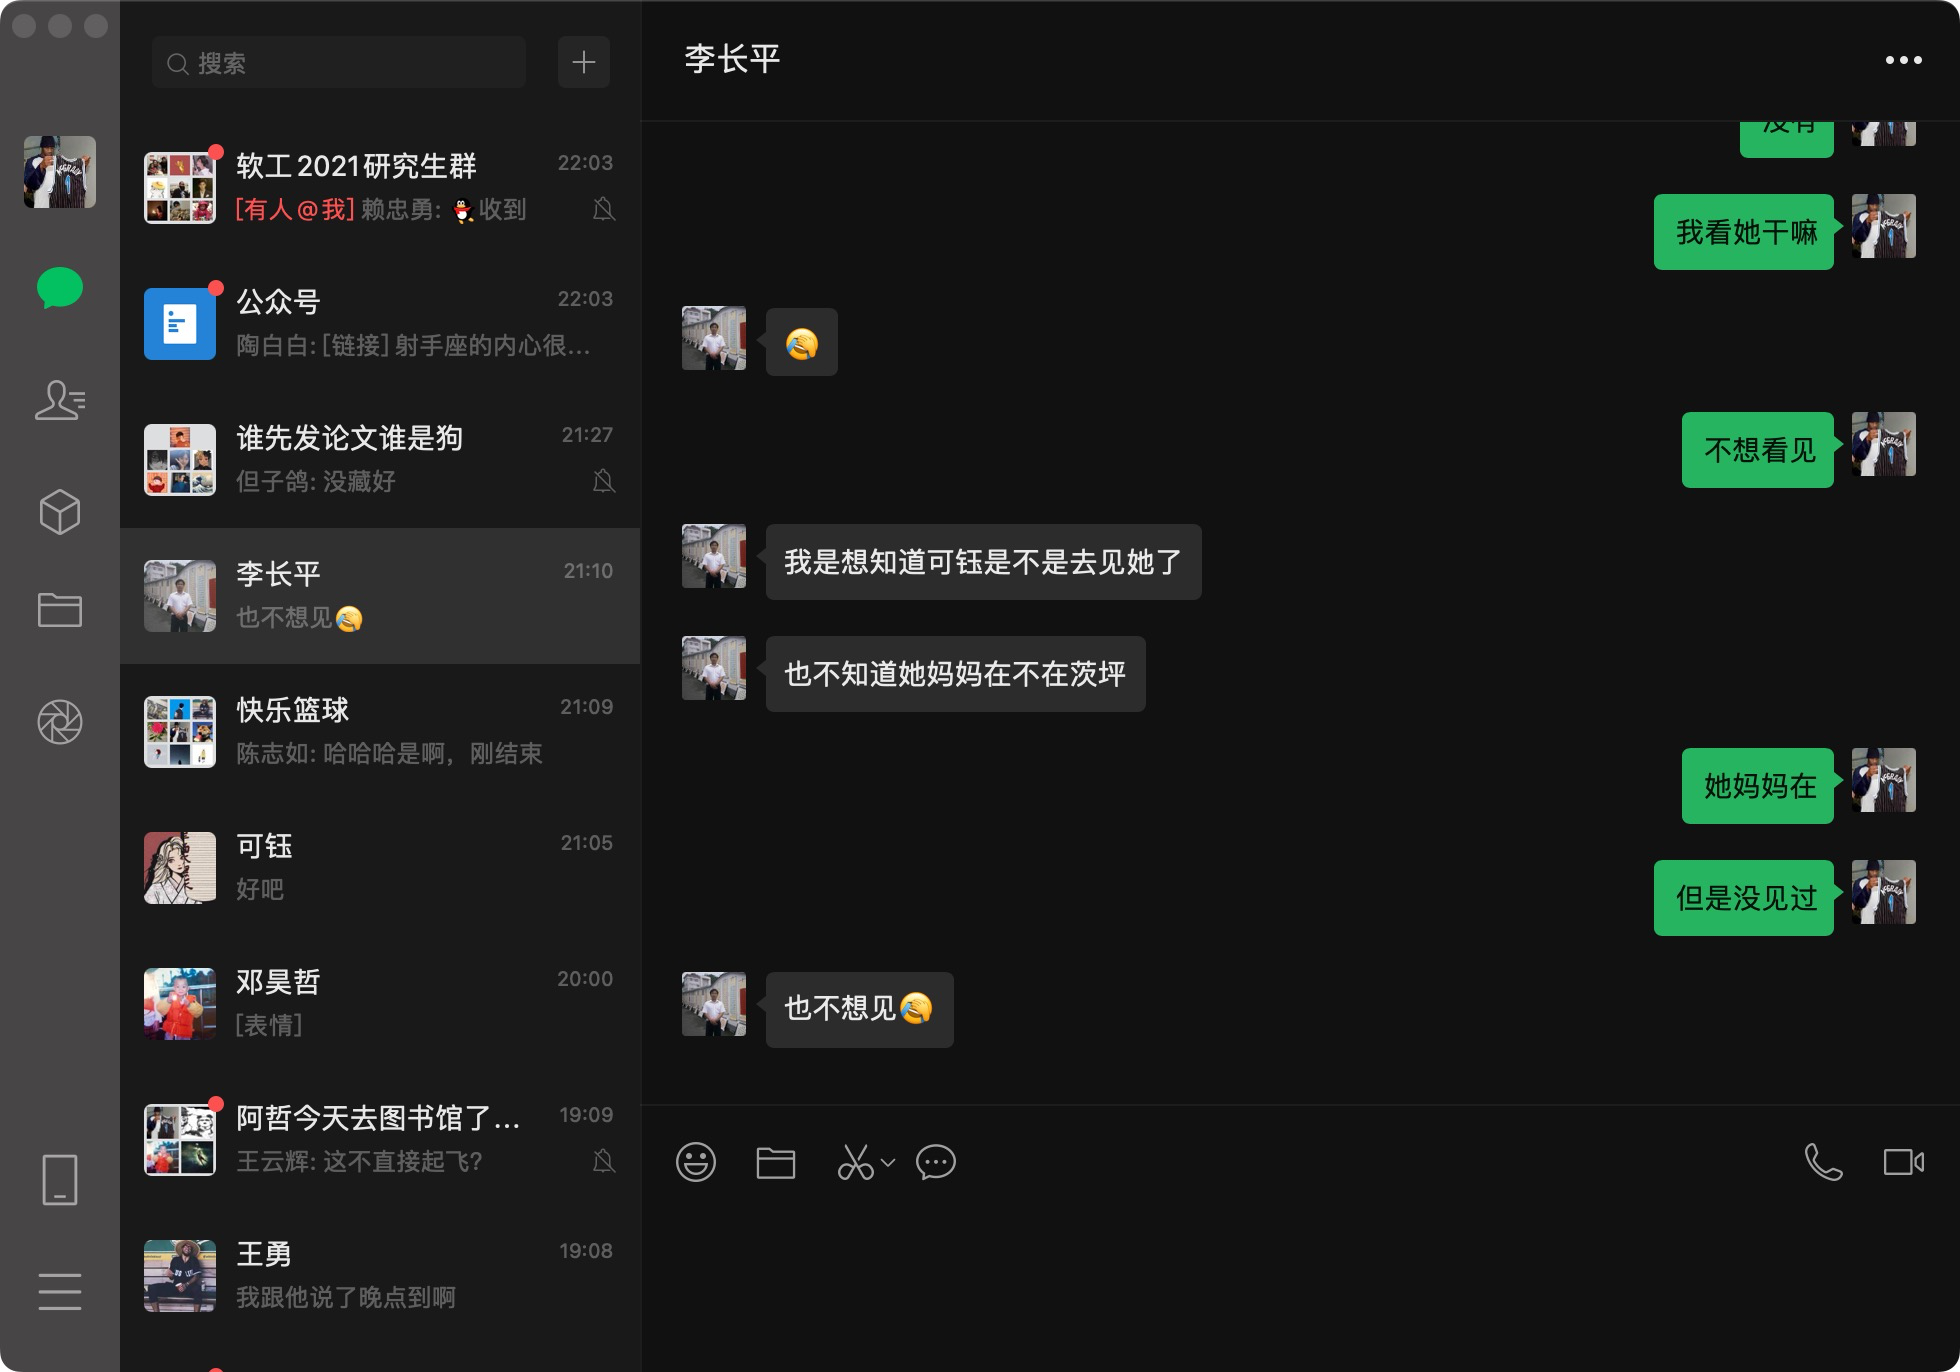 搜索
软工2021研究生群
22:03
[有人@我] 赖忠勇: 收到
公众号
22:03
陶白白: [链接] 射手座的内心很...
谁先发论文谁是狗
21:27
但子鸽: 没藏好
李长平
21:10
也不想见
快乐篮球
21:09
陈志如: 哈哈哈是啊，刚结束
可钰
21:05
好吧
邓昊哲
20:00
[表情]
阿哲今天去图书馆了...
19:09
王云辉: 这不直接起飞?
王勇
19:08
我跟他说了晚点到啊
李长平
没有
我看她干嘛
不想看见
我是想知道可钰是不是去见她了
也不知道她妈妈在不在茨坪
她妈妈在
但是没见过
也不想见